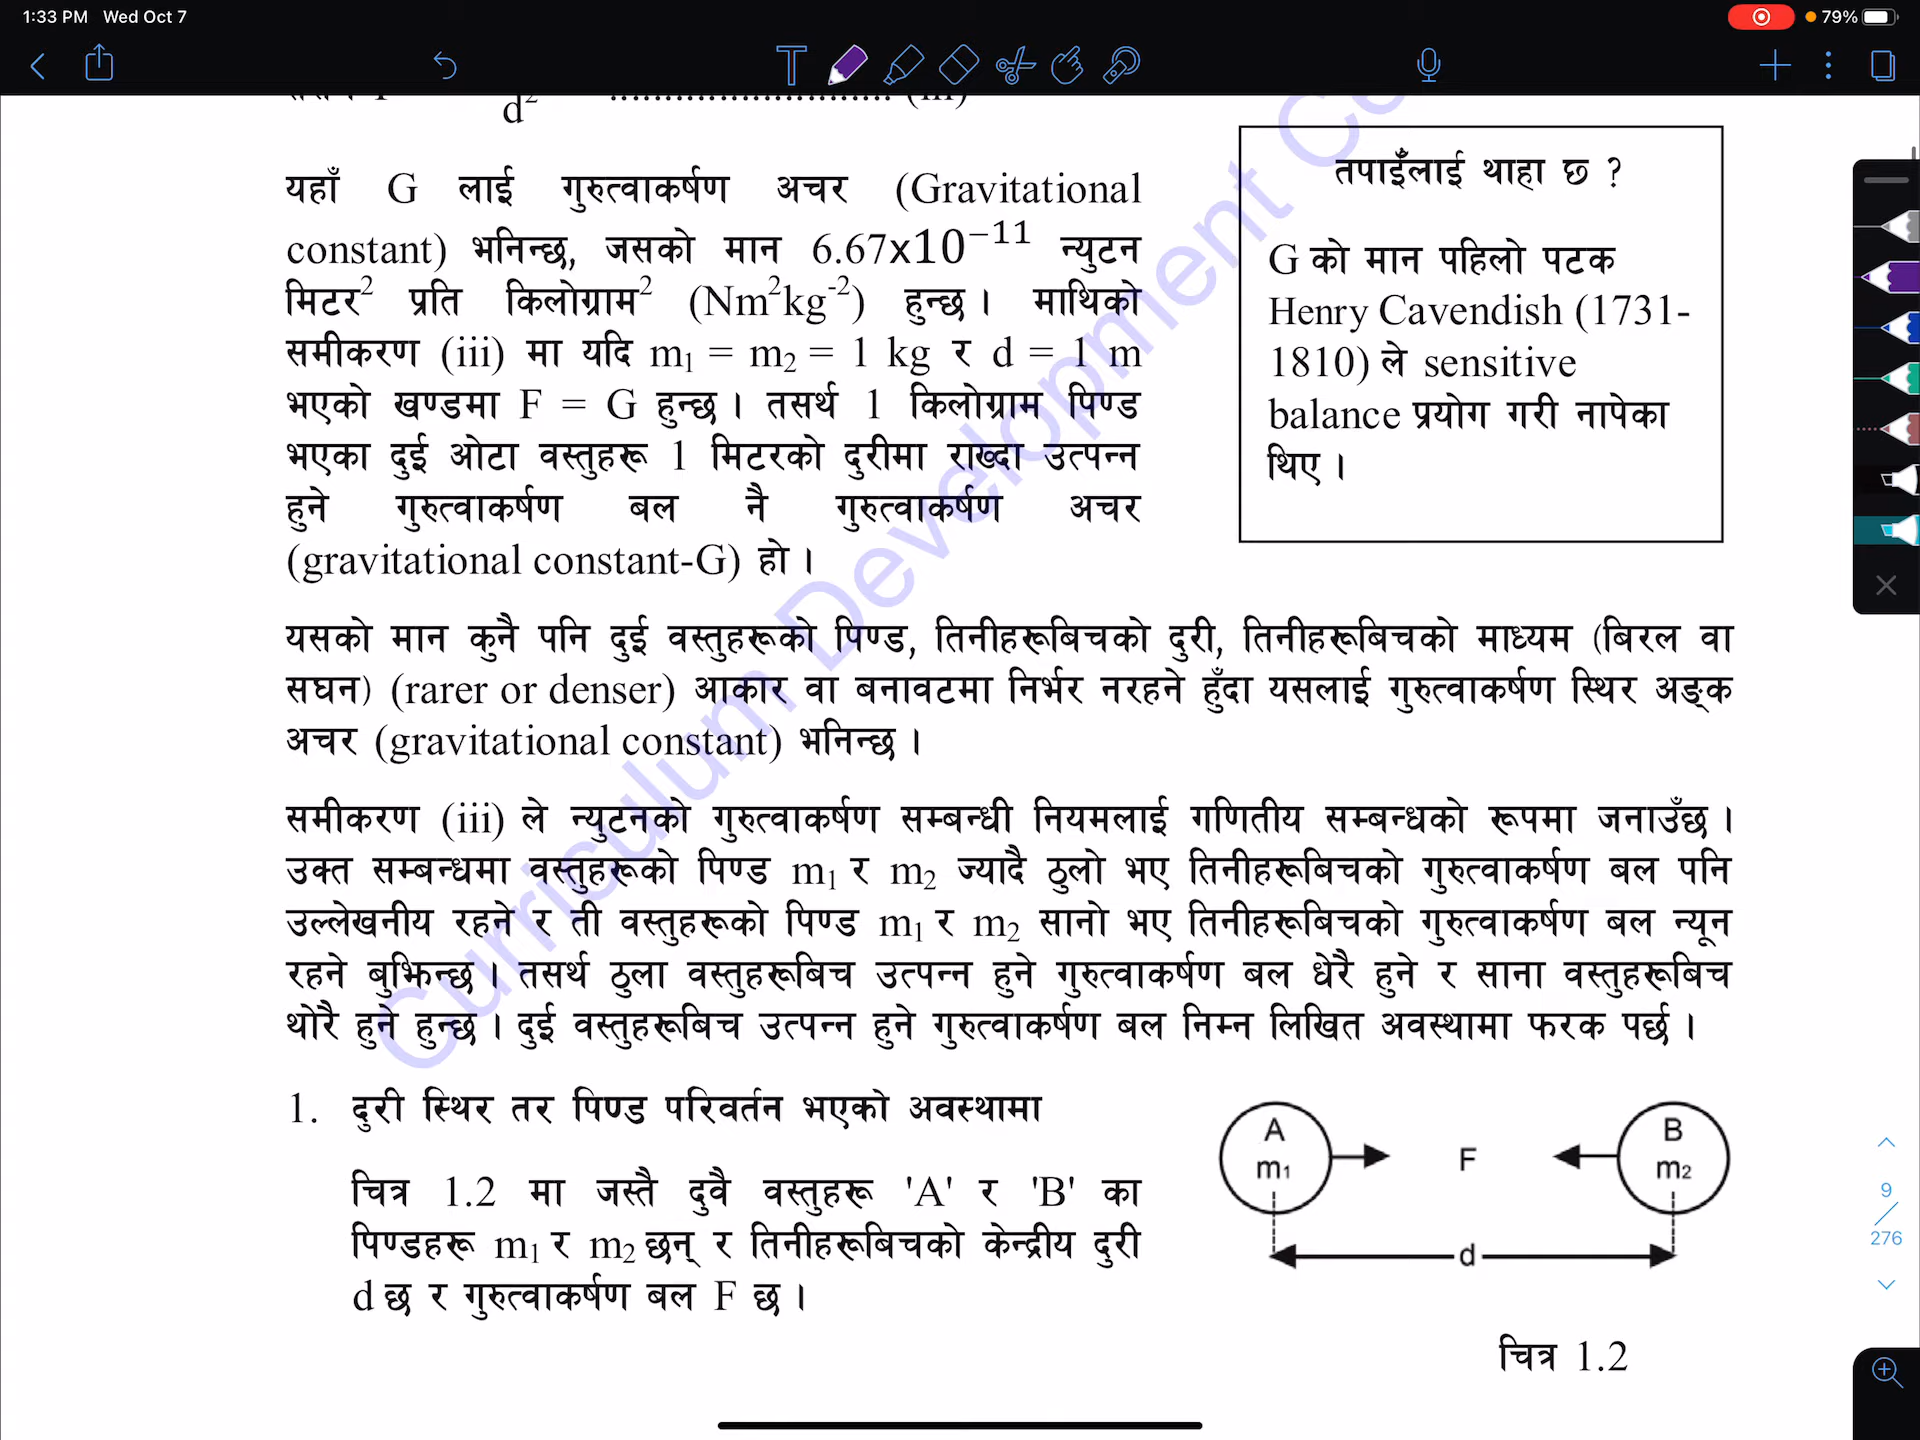 1:33 PM Wed Oct 7
79%
d²
(iii)
यहाँ G लाई गुरुत्वाकर्षण अचर (Gravitational
constant) भनिन्छ, जसको मान 6.67x10⁻¹¹ न्युटन
मिटर² प्रति किलोग्राम² (Nm²kg⁻²) हुन्छ । माथिको
समीकरण (iii) मा यदि m₁ = m₂ = 1 kg र d = 1 m
भएको खण्डमा F = G हुन्छ । तसर्थ 1 किलोग्राम पिण्ड
भएका दुई ओटा वस्तुहरू 1 मिटरको दुरीमा राख्दा उत्पन्न
हुने गुरुत्वाकर्षण बल नै गुरुत्वाकर्षण अचर
(gravitational constant-G) हो ।
तपाइँलाई थाहा छ ?
G को मान पहिलो पटक
Henry Cavendish (1731-
1810) ले sensitive
balance प्रयोग गरी नापेका
थिए ।
यसको मान कुनै पनि दुई वस्तुहरूको पिण्ड, तिनीहरूबिचको दुरी, तिनीहरूबिचको माध्यम (बिरल वा
सघन) (rarer or denser) आकार वा बनावटमा निर्भर नरहने हुँदा यसलाई गुरुत्वाकर्षण स्थिर अङ्क
अचर (gravitational constant) भनिन्छ ।
समीकरण (iii) ले न्युटनको गुरुत्वाकर्षण सम्बन्धी नियमलाई गणितीय सम्बन्धको रूपमा जनाउँछ ।
उक्त सम्बन्धमा वस्तुहरूको पिण्ड m₁ र m₂ ज्यादै ठुलो भए तिनीहरूबिचको गुरुत्वाकर्षण बल पनि
उल्लेखनीय रहने र ती वस्तुहरूको पिण्ड m₁ र m₂ सानो भए तिनीहरूबिचको गुरुत्वाकर्षण बल न्यून
रहने बुझिन्छ । तसर्थ ठुला वस्तुहरूबिच उत्पन्न हुने गुरुत्वाकर्षण बल धेरै हुने र साना वस्तुहरूबिच
थोरै हुने हुन्छ । दुई वस्तुहरूबिच उत्पन्न हुने गुरुत्वाकर्षण बल निम्न लिखित अवस्थामा फरक पर्छ ।
1. दुरी स्थिर तर पिण्ड परिवर्तन भएको अवस्थामा
चित्र 1.2 मा जस्तै दुवै वस्तुहरू 'A' र 'B' का
पिण्डहरू m₁ र m₂ छन् र तिनीहरूबिचको केन्द्रीय दुरी
d छ र गुरुत्वाकर्षण बल F छ ।
A
m₁
F
B
m₂
d
चित्र 1.2
Curriculum Development
9
276